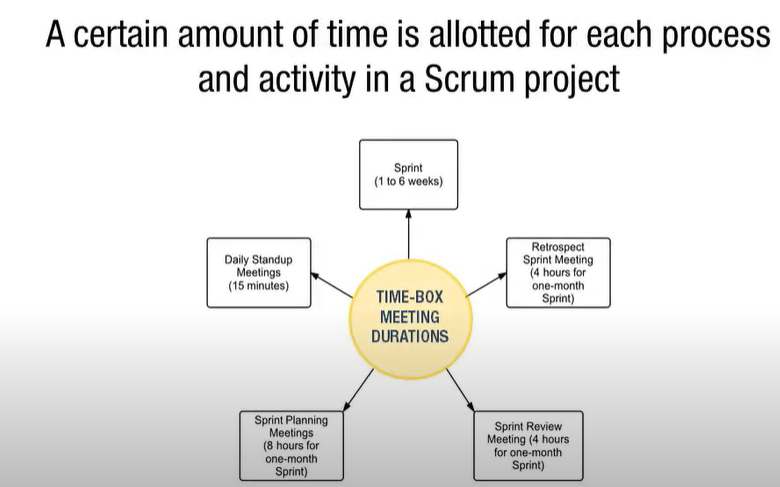 A certain amount of time is allotted for each process
and activity in a Scrum project
Sprint
(1 to 6 weeks)
Daily Standup
Meetings
(15 minutes)
Retrospect
Sprint Meeting
(4 hours for
one-month
Sprint)
TIME-BOX
MEETING
DURATIONS
Sprint Planning
Meetings
(8 hours for
one-month
Sprint)
Sprint Review
Meeting (4 hours
for one-month
Sprint)